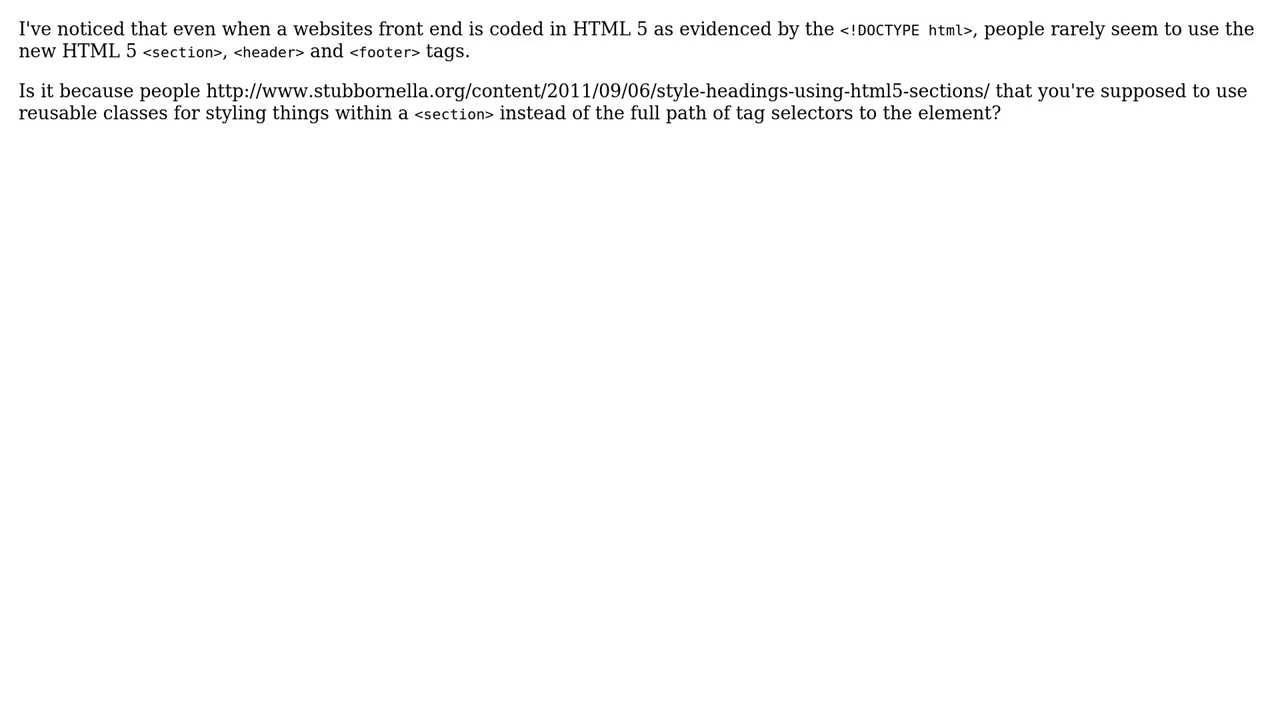 I've noticed that even when a websites front end is coded in HTML 5 as evidenced by the <!DOCTYPE html>, people rarely seem to use the
new HTML 5 <section>, <header> and <footer> tags.
Is it because people http://www.stubbornella.org/content/2011/09/06/style-headings-using-html5-sections/ that you're supposed to use
reusable classes for styling things within a <section> instead of the full path of tag selectors to the element?